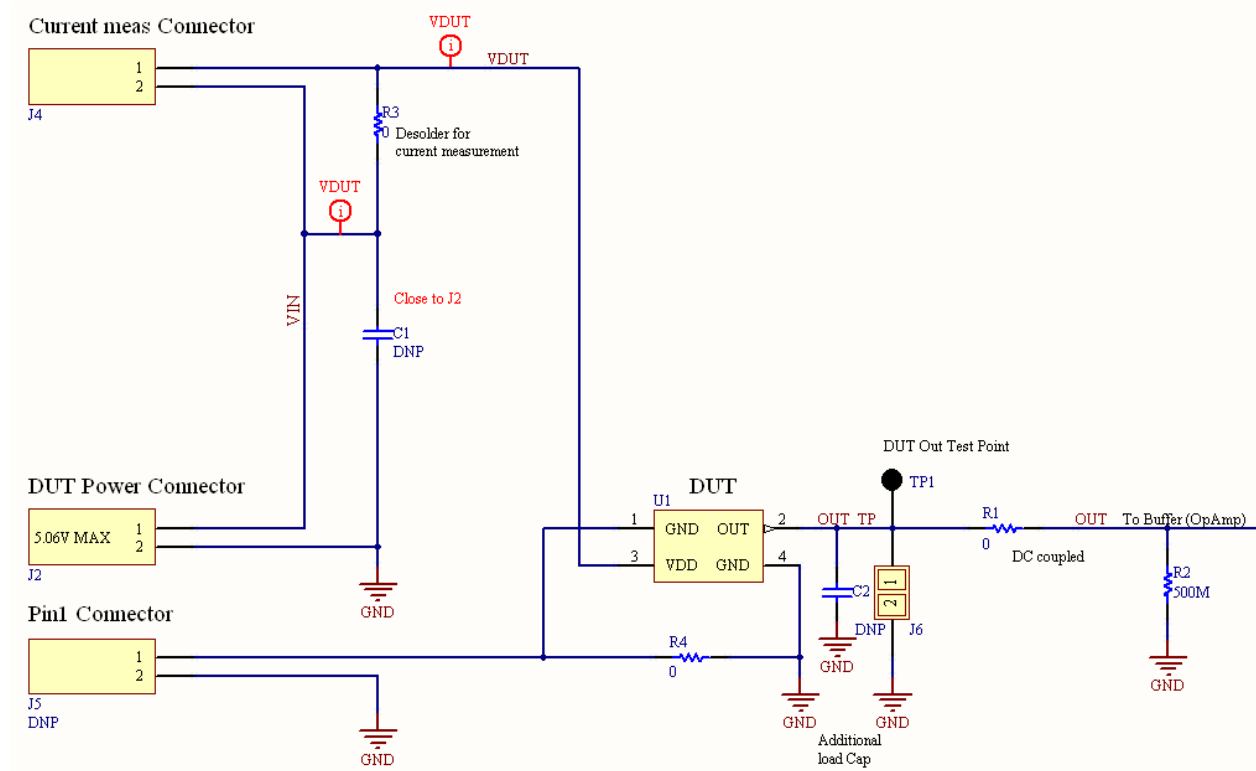 Current meas Connector
1
2
J4
VDUT
i
VDUT
R3
0
Desolder for
current measurement
VDUT
i
VIN
Close to J2
C1
DNP
DUT Power Connector
5.06V MAX
1
2
J2
GND
Pin1 Connector
1
2
J5
DNP
GND
DUT
U1
1
GND
OUT
2
3
VDD
GND
4
R4
0
GND
OUT_TP
C2
DNP
GND
Additional
load Cap
DUT Out Test Point
TP1
1
2
J6
GND
R1
0
DC coupled
OUT
To Buffer (OpAmp)
R2
500M
GND